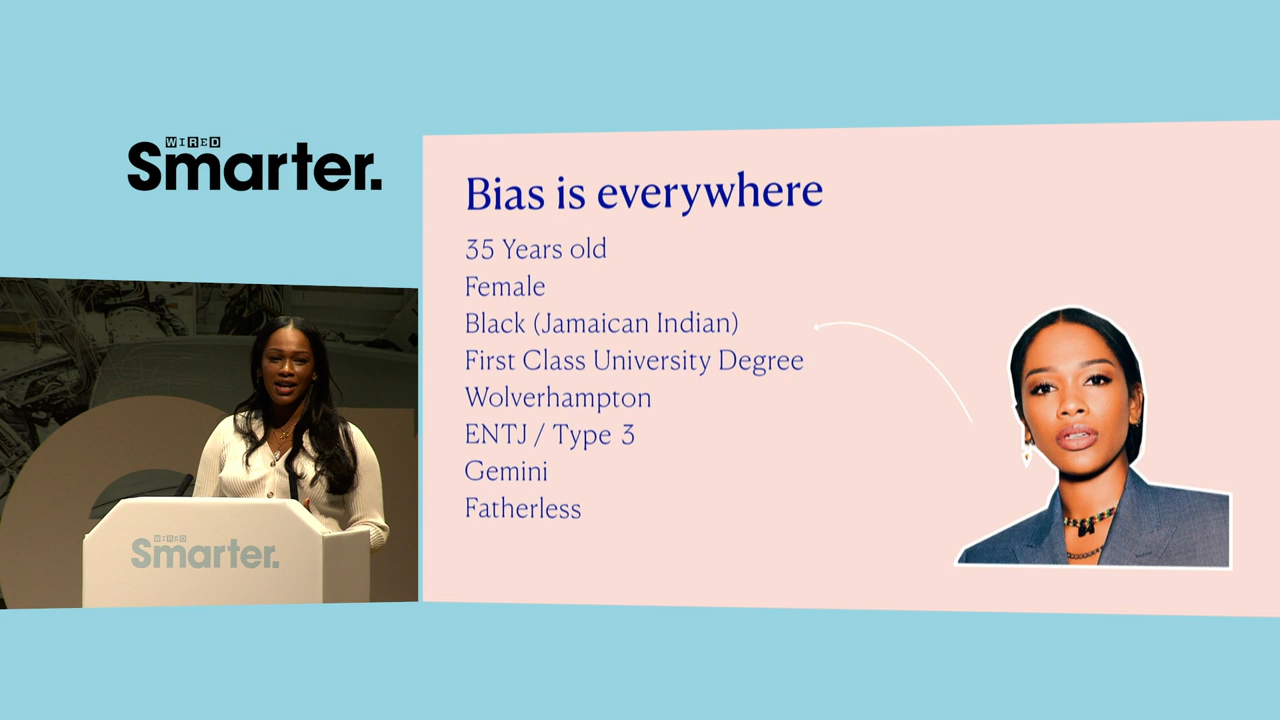 WIRED
Smarter.
Bias is everywhere
35 Years old
Female
Black (Jamaican Indian)
First Class University Degree
Wolverhampton
ENTJ / Type 3
Gemini
Fatherless
WIRED
Smarter.